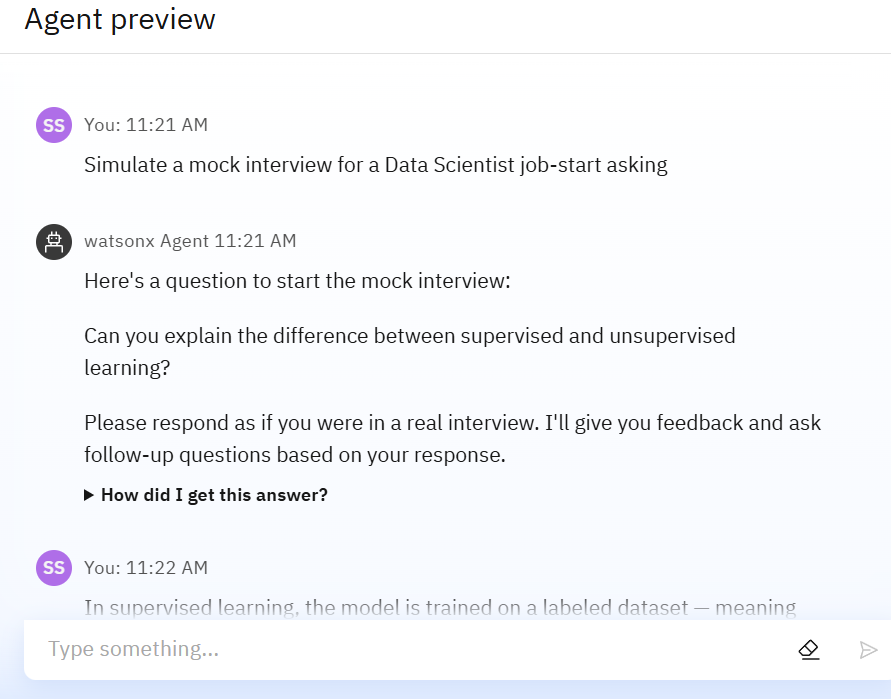 Agent preview
SS You: 11:21 AM
Simulate a mock interview for a Data Scientist job-start asking
watsonx Agent 11:21 AM
Here's a question to start the mock interview:
Can you explain the difference between supervised and unsupervised
learning?
Please respond as if you were in a real interview. I'll give you feedback and ask
follow-up questions based on your response.
How did I get this answer?
SS You: 11:22 AM
In supervised learning, the model is trained on a labeled dataset — meaning
Type something...